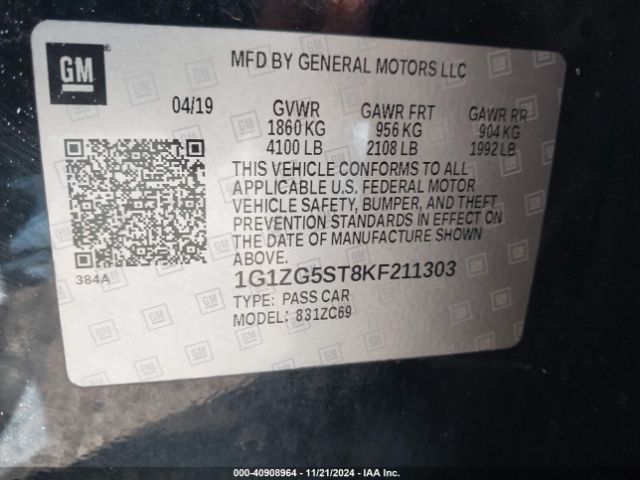 GM
MFD BY GENERAL MOTORS LLC
04/19 GVWR GAWR FRT GAWR RR
1860 KG 956 KG 904 KG
4100 LB 2108 LB 1992 LB
THIS VEHICLE CONFORMS TO ALL
APPLICABLE U.S. FEDERAL MOTOR
VEHICLE SAFETY, BUMPER, AND THEFT
PREVENTION STANDARDS IN EFFECT ON
THE DATE OF MANUFACTURE SHOWN
ABOVE.
384A
1G1ZG5ST8KF211303
TYPE: PASS CAR
MODEL: 831ZC69
STOCK: 40908964 - 11/21/2024 - IAA Inc.